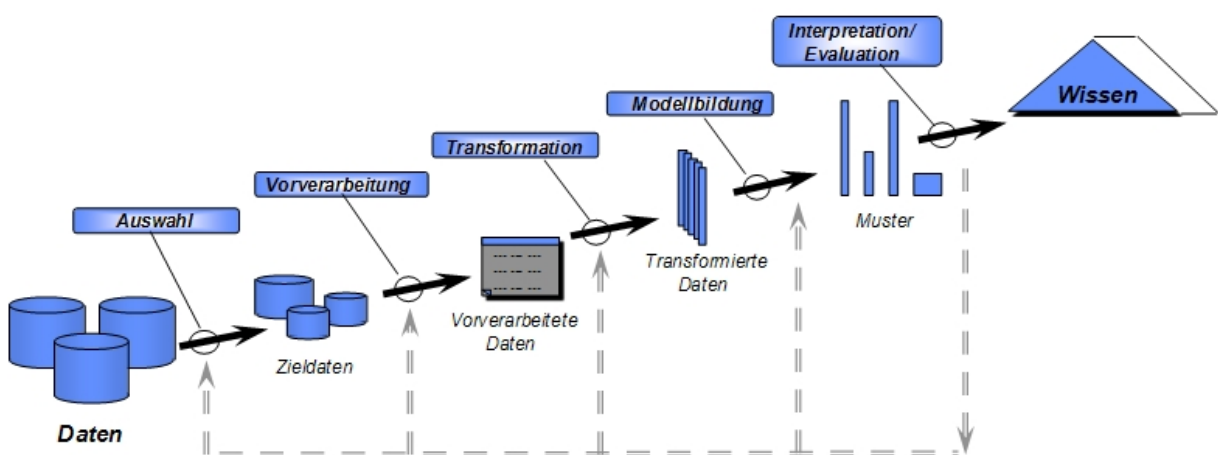 Interpretation/
Evaluation
Wissen
Modellbildung
Transformation
Vorverarbeitung
Auswahl
Muster
Transformierte
Daten
Vorverarbeitete
Daten
Zieldaten
Daten